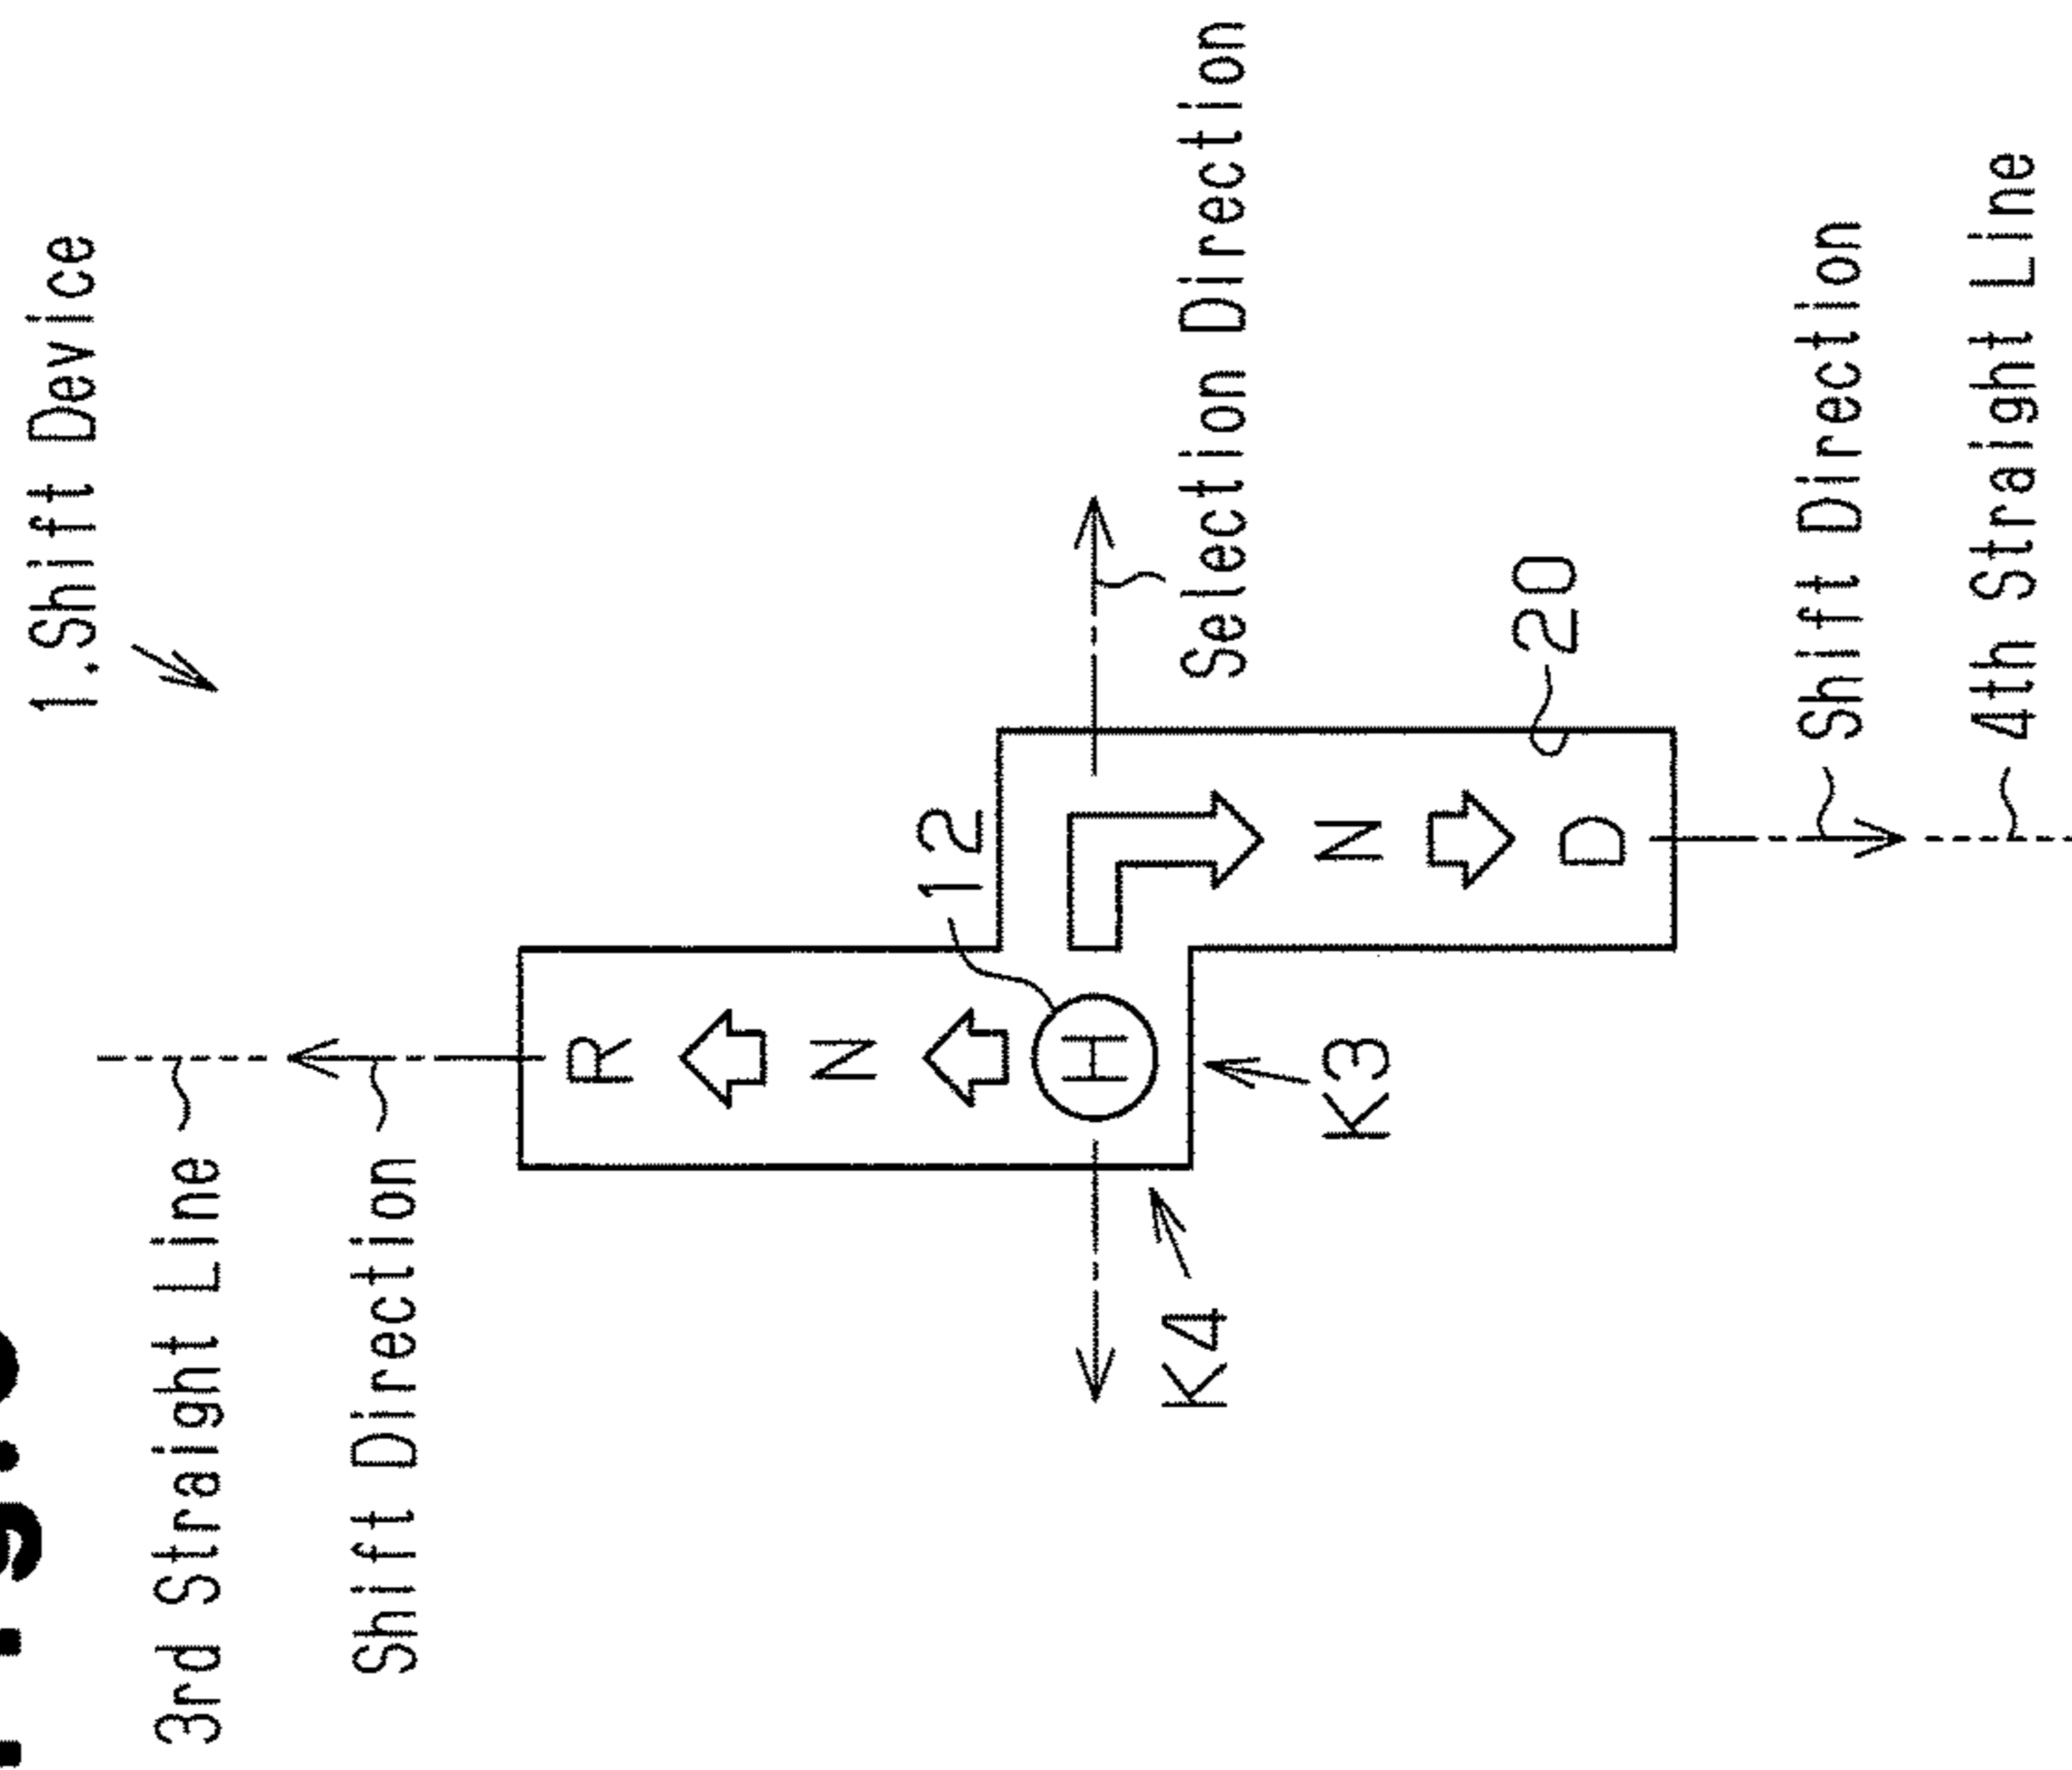 1.Shift Device
3rd Straight Line
Shift Direction
R
N
12
H
K4
Selection Direction
K3
N
20
D
Shift Direction
4th Straight Line